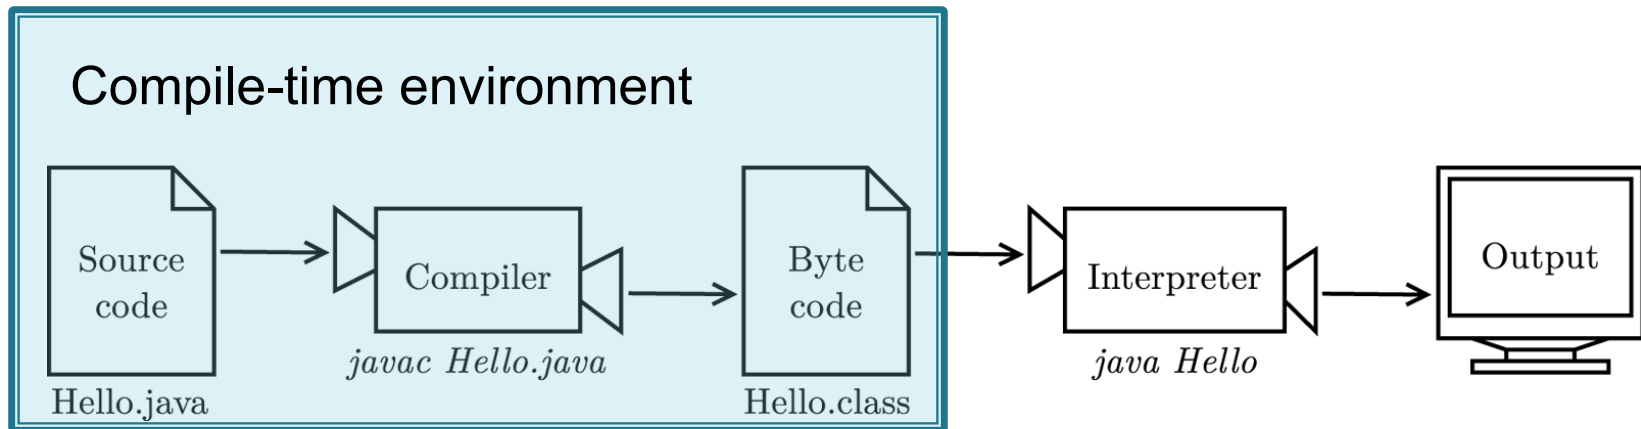 Compile-time environment
Source
code
Hello.java
Compiler
javac Hello.java
Byte
code
Hello.class
Interpreter
java Hello
Output